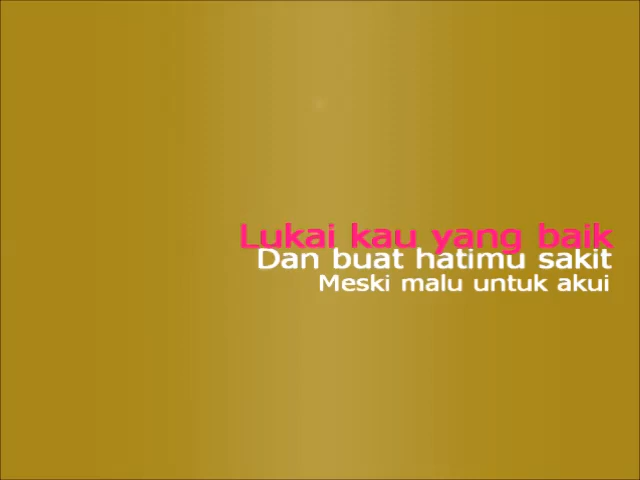 Lukai kau yang baik
Dan buat hatimu sakit
Meski malu untuk akui